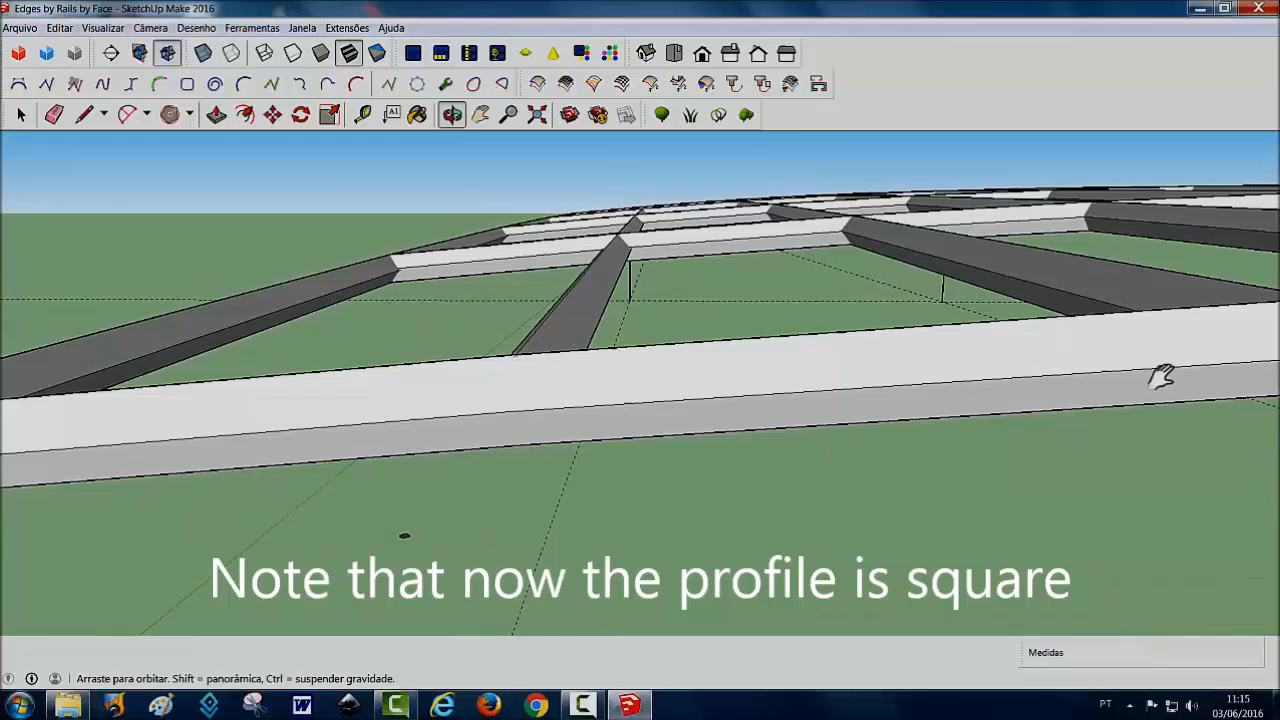 Edges by Rails by Face - SketchUp Make 2016
Arquivo Editar Visualizar Câmera Desenho Ferramentas Janela Extensões Ajuda
A1
Note that now the profile is square
Medidas
Arraste para orbitar. Shift = panorâmica, Ctrl = suspender gravidade.
PT
11:15
03/06/2016